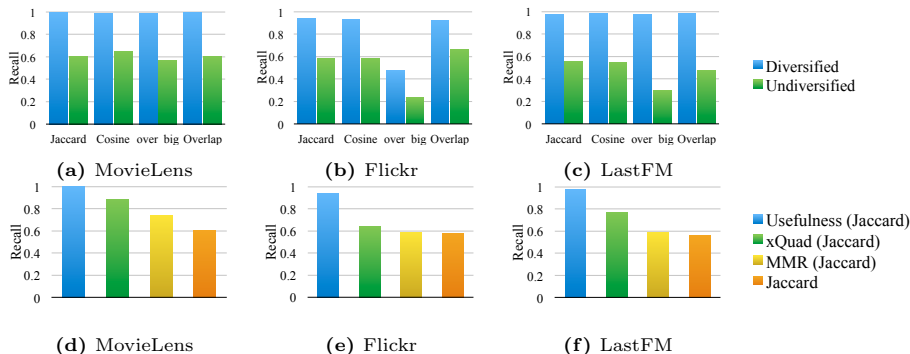 1
0.8
0.6
0.4
0.2
0
Recall
Jaccard Cosine over big Overlap
(a) MovieLens
1
0.8
0.6
0.4
0.2
0
Recall
Jaccard Cosine over big Overlap
(b) Flickr
1
0.8
0.6
0.4
0.2
0
Recall
Jaccard Cosine over big Overlap
(c) LastFM
Diversified
Undiversified
1
0.8
0.6
0.4
0.2
0
Recall
(d) MovieLens
1
0.8
0.6
0.4
0.2
0
Recall
(e) Flickr
1
0.8
0.6
0.4
0.2
0
Recall
(f) LastFM
Usefulness (Jaccard)
xQuad (Jaccard)
MMR (Jaccard)
Jaccard